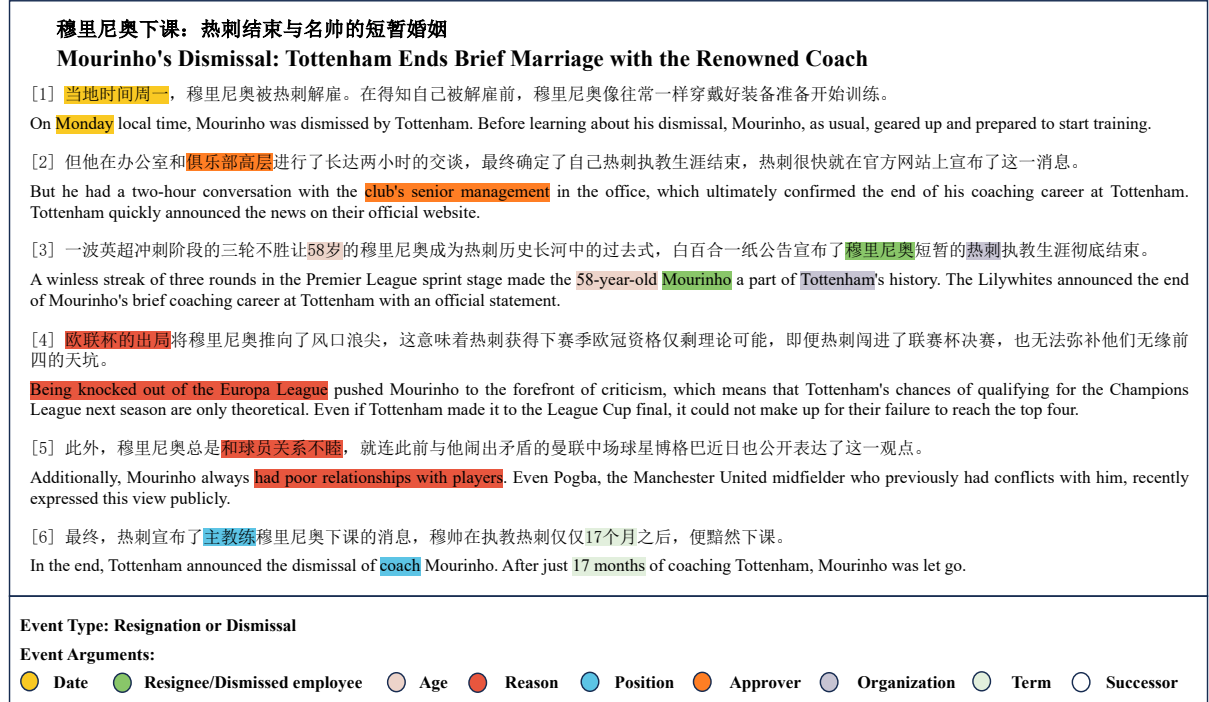 穆里尼奥下课：热刺结束与名帅的短暂婚姻
Mourinho's Dismissal: Tottenham Ends Brief Marriage with the Renowned Coach
[1] 当地时间周一，穆里尼奥被热刺解雇。在得知自己被解雇前，穆里尼奥像往常一样穿戴好装备准备开始训练。
On Monday local time, Mourinho was dismissed by Tottenham. Before learning about his dismissal, Mourinho, as usual, geared up and prepared to start training.
[2] 但他在办公室和俱乐部高层进行了长达两小时的交谈，最终确定了自己热刺执教生涯结束，热刺很快就在官方网站上宣布了这一消息。
But he had a two-hour conversation with the club's senior management in the office, which ultimately confirmed the end of his coaching career at Tottenham.
Tottenham quickly announced the news on their official website.
[3] 一波英超冲刺阶段的三轮不胜让58岁的穆里尼奥成为热刺历史长河中的过去式，白百合一纸公告宣布了穆里尼奥短暂的热刺执教生涯彻底结束。
A winless streak of three rounds in the Premier League sprint stage made the 58-year-old Mourinho a part of Tottenham's history. The Lilywhites announced the end
of Mourinho's brief coaching career at Tottenham with an official statement.
[4] 欧联杯的出局将穆里尼奥推向了风口浪尖，这意味着热刺获得下赛季欧冠资格仅剩理论可能，即便热刺闯进了联赛杯决赛，也无法弥补他们无缘前
四的天坑。
Being knocked out of the Europa League pushed Mourinho to the forefront of criticism, which means that Tottenham's chances of qualifying for the Champions
League next season are only theoretical. Even if Tottenham made it to the League Cup final, it could not make up for their failure to reach the top four.
[5] 此外，穆里尼奥总是和球员关系不睦，就连此前与他闹出矛盾的曼联中场球星博格巴近日也公开表达了这一观点。
Additionally, Mourinho always had poor relationships with players. Even Pogba, the Manchester United midfielder who previously had conflicts with him, recently
expressed this view publicly.
[6] 最终，热刺宣布了主教练穆里尼奥下课的消息，穆帅在执教热刺仅仅17个月之后，便黯然下课。
In the end, Tottenham announced the dismissal of coach Mourinho. After just 17 months of coaching Tottenham, Mourinho was let go.
Event Type: Resignation or Dismissal
Event Arguments:
Date Resignee/Dismissed employee Age Reason Position Approver Organization Term Successor